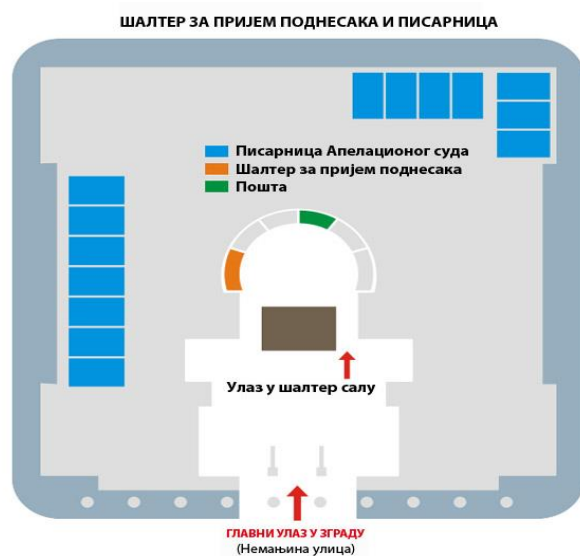 ШАЛТЕР ЗА ПРИЈЕМ ПОДНЕСАКА И ПИСАРНИЦА
Писарница Апелационог суда
Шалтер за пријем поднесака
Пошта
Улаз у шалтер салу
ГЛАВНИ УЛАЗ У ЗГРАДУ
(Немањина улица)